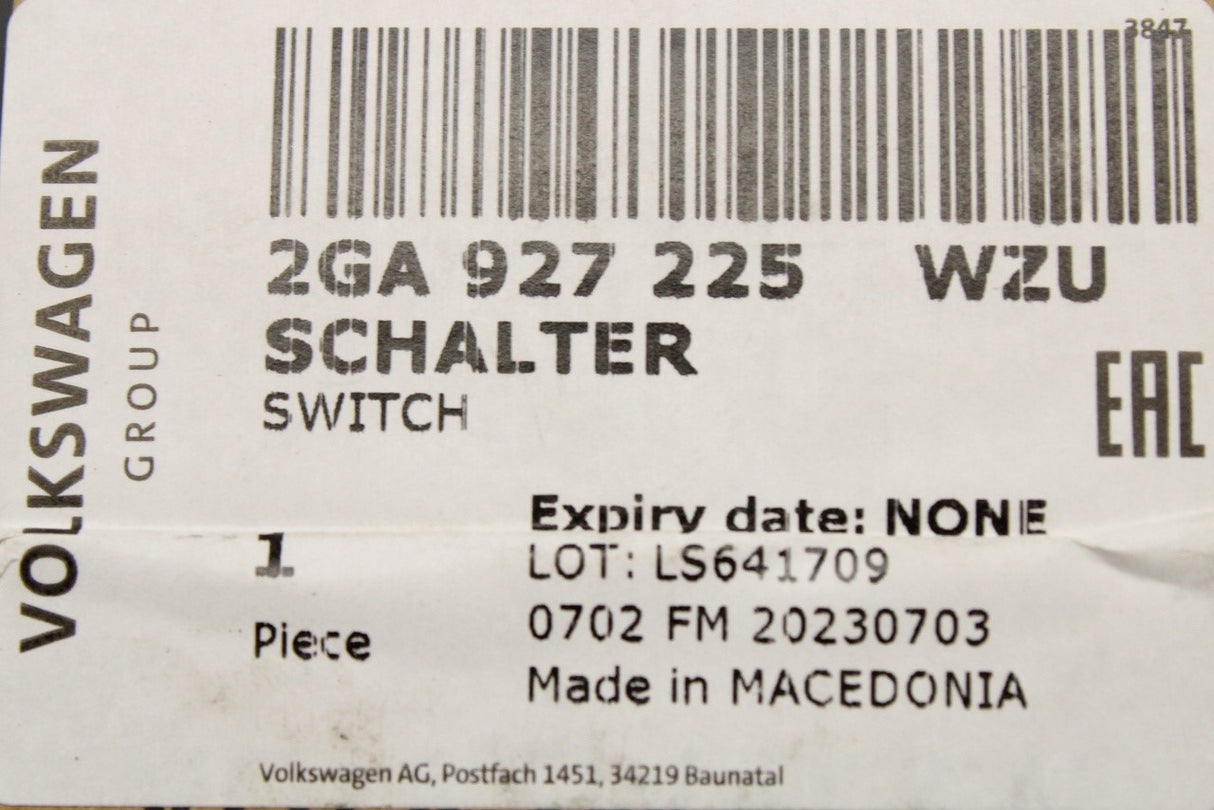 3847
2GA 927 225 WZU
SCHALTER
SWITCH
EAC
VOLKSWAGEN
GROUP
Expiry date: NONE
1
LOT: LS641709
0702 FM 20230703
Piece
Made in MACEDONIA
Volkswagen AG, Postfach 1451, 34219 Baunatal